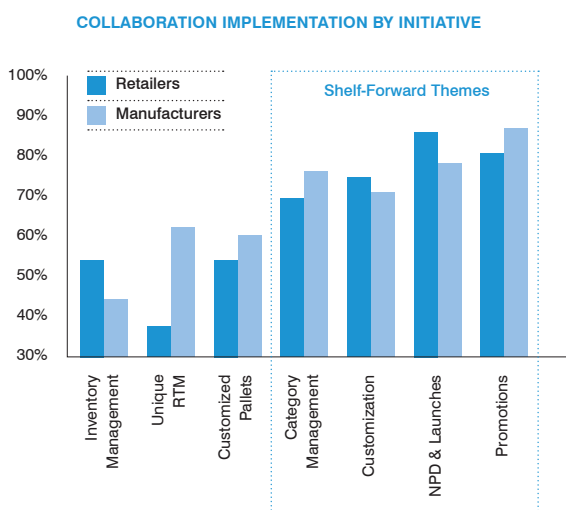 COLLABORATION IMPLEMENTATION BY INITIATIVE
100%
90%
80%
70%
60%
50%
40%
30%
Retailers
Manufacturers
Shelf-Forward Themes
Inventory
Management
Unique
RTM
Customized
Pallets
Category
Management
Customization
NPD & Launches
Promotions